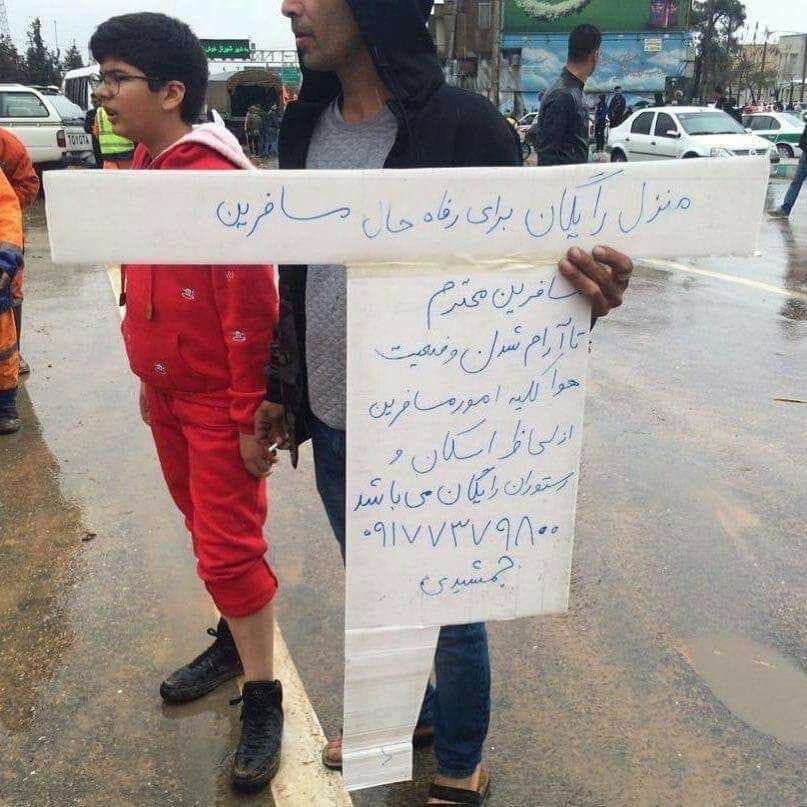 منزل رایگان برای رفاه حال مسافرین
مسافرین محترم
تا آرام شدن وضعیت
هوا کلیه امور مسافرین
از لحاظ اسکان و
رستوران رایگان می باشد
۰۹۱۷۷۳۷۹۸۰۰
جمشیدی
TOYOTA